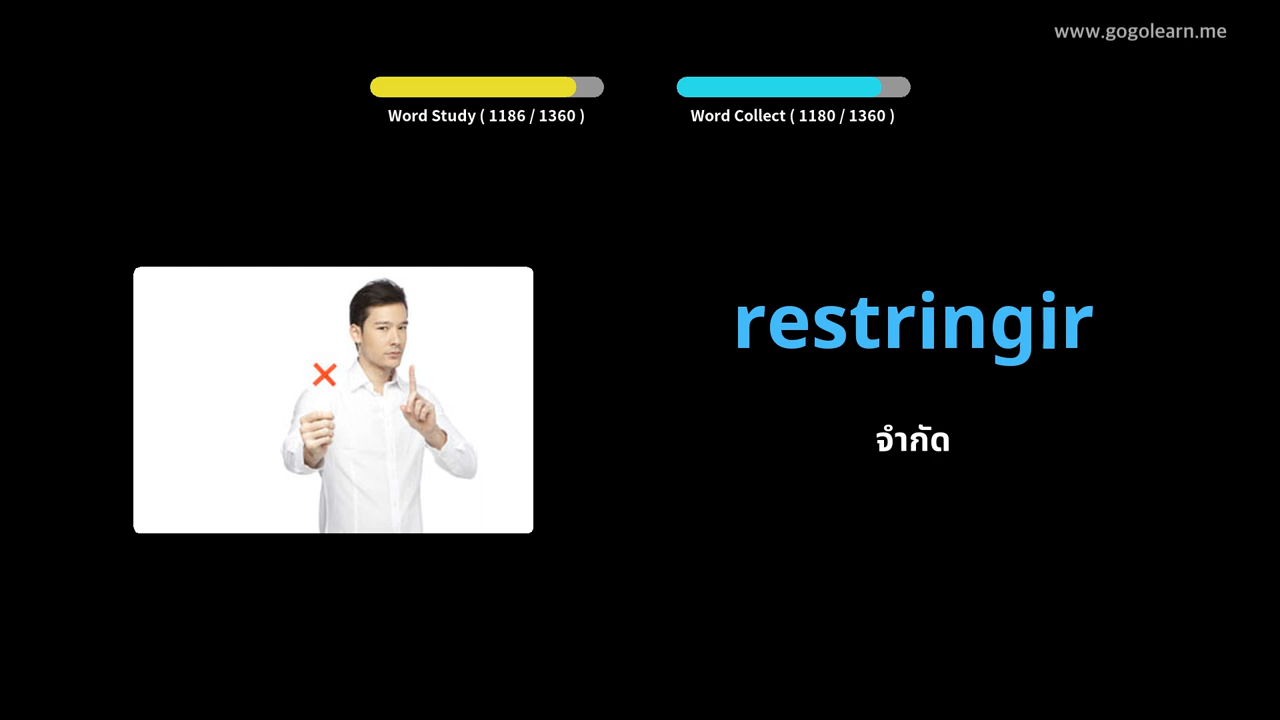 www.gogolearn.me
Word Study ( 1186 / 1360 )
Word Collect ( 1180 / 1360 )
restringir
จำกัด